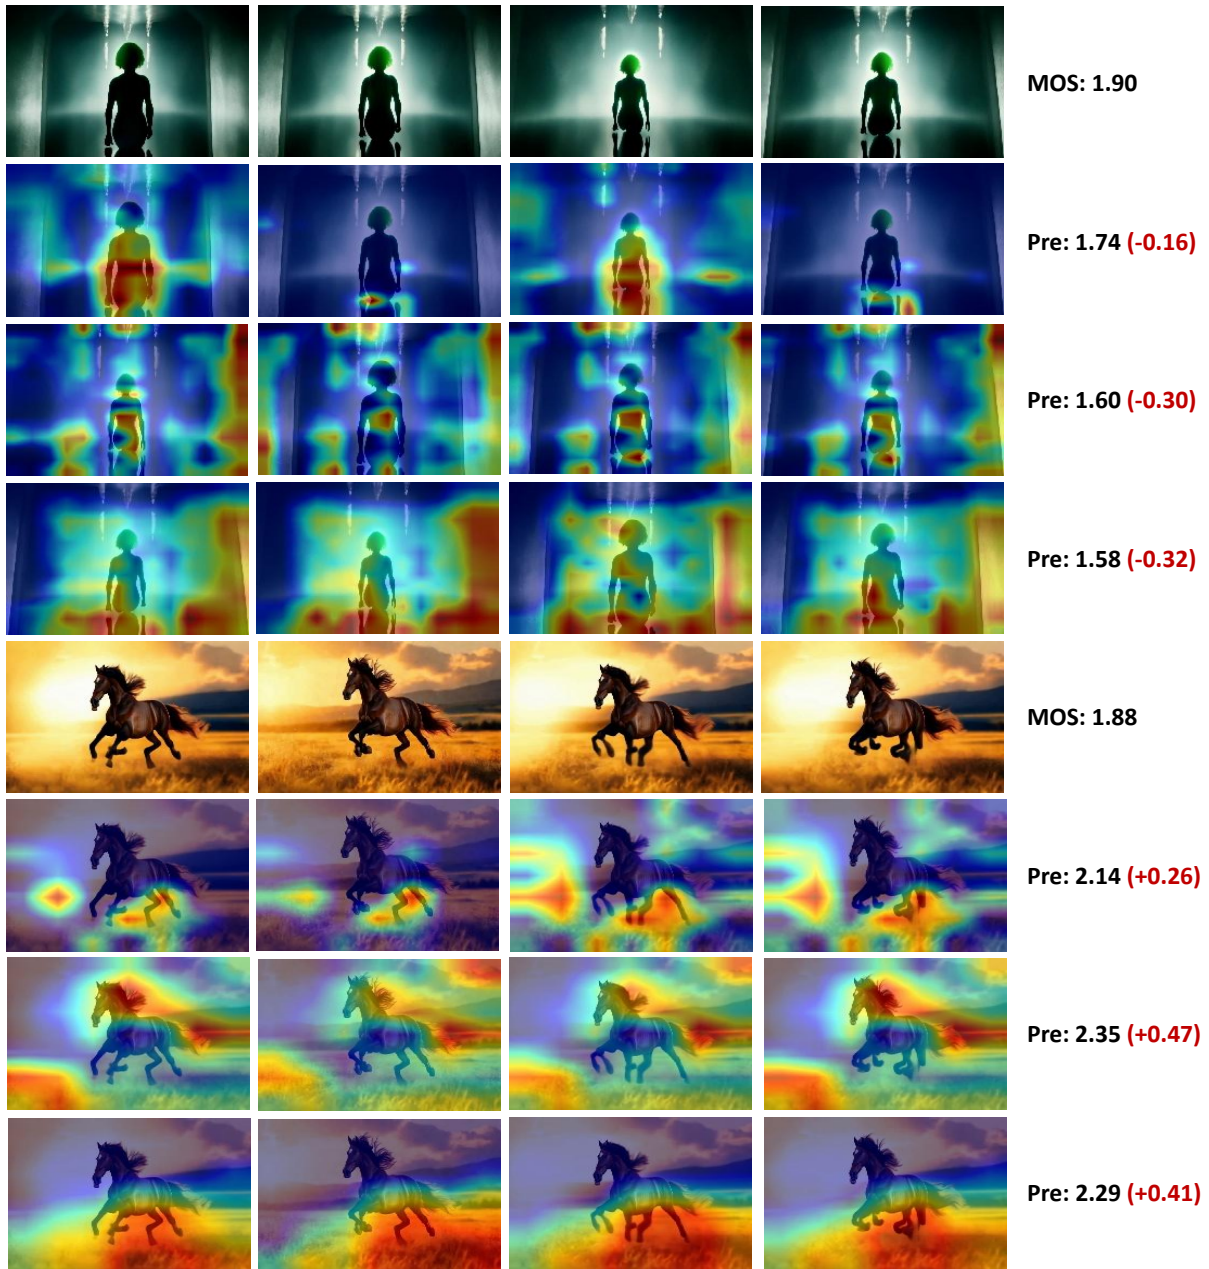 MOS: 1.90
Pre: 1.74 (-0.16)
Pre: 1.60 (-0.30)
Pre: 1.58 (-0.32)
MOS: 1.88
Pre: 2.14 (+0.26)
Pre: 2.35 (+0.47)
Pre: 2.29 (+0.41)